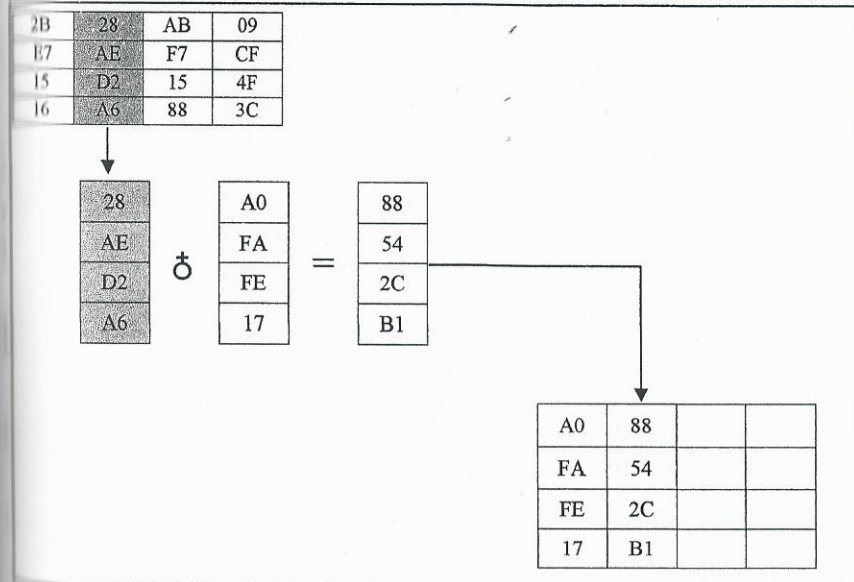 2B 28 AB 09
E7 AE F7 CF
15 D2 15 4F
16 A6 88 3C
28 A0 88
AE FA 54
♁ =
D2 FE 2C
A6 17 B1
A0 88
FA 54
FE 2C
17 B1